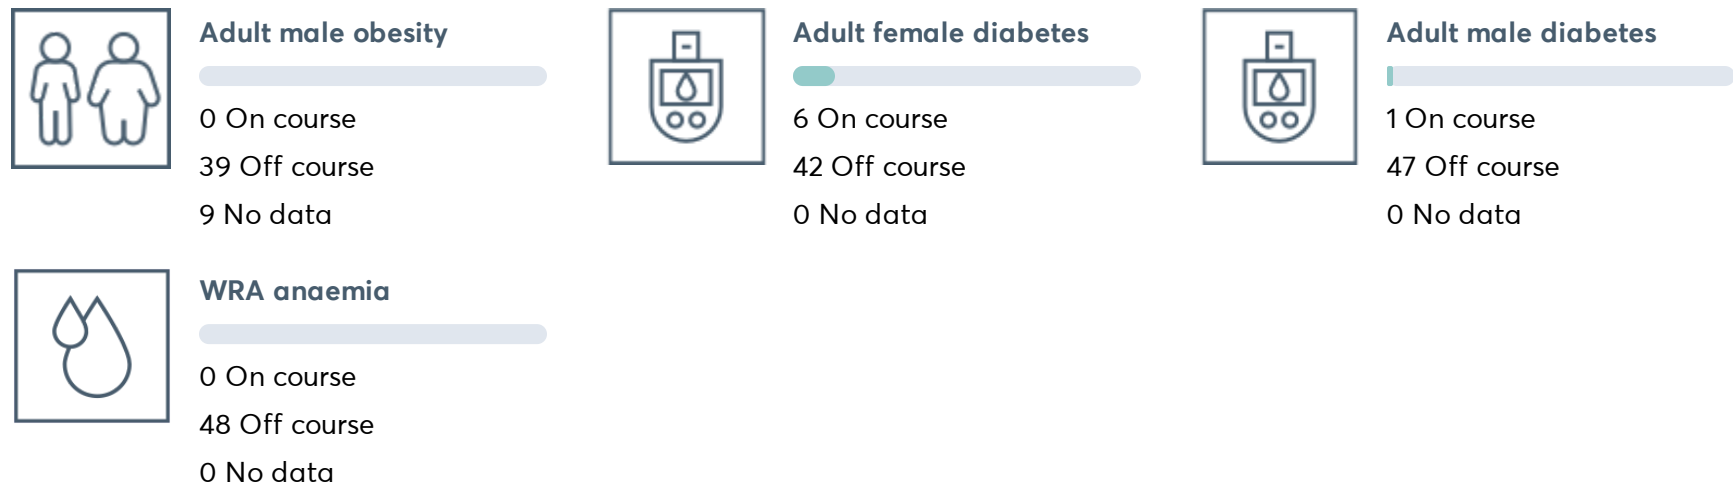 Adult male obesity
0 On course
39 Off course
9 No data
Adult female diabetes
6 On course
42 Off course
0 No data
Adult male diabetes
1 On course
47 Off course
0 No data
WRA anaemia
0 On course
48 Off course
0 No data